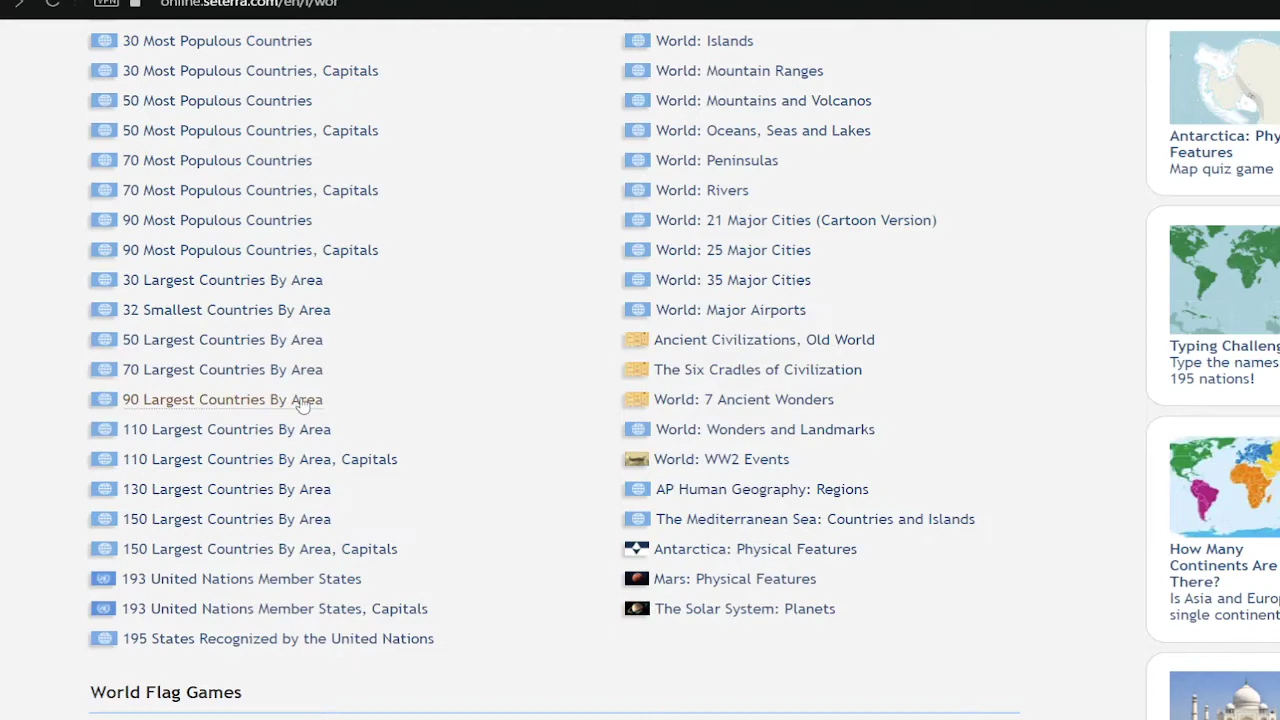 VPN
online.seterra.com/en/l/wor
30 Most Populous Countries
30 Most Populous Countries, Capitals
50 Most Populous Countries
50 Most Populous Countries, Capitals
70 Most Populous Countries
70 Most Populous Countries, Capitals
90 Most Populous Countries
90 Most Populous Countries, Capitals
30 Largest Countries By Area
32 Smallest Countries By Area
50 Largest Countries By Area
70 Largest Countries By Area
90 Largest Countries By Area
110 Largest Countries By Area
110 Largest Countries By Area, Capitals
130 Largest Countries By Area
150 Largest Countries By Area
150 Largest Countries By Area, Capitals
193 United Nations Member States
193 United Nations Member States, Capitals
195 States Recognized by the United Nations
World: Islands
World: Mountain Ranges
World: Mountains and Volcanos
World: Oceans, Seas and Lakes
World: Peninsulas
World: Rivers
World: 21 Major Cities (Cartoon Version)
World: 25 Major Cities
World: 35 Major Cities
World: Major Airports
Ancient Civilizations, Old World
The Six Cradles of Civilization
World: 7 Ancient Wonders
World: Wonders and Landmarks
World: WW2 Events
AP Human Geography: Regions
The Mediterranean Sea: Countries and Islands
Antarctica: Physical Features
Mars: Physical Features
The Solar System: Planets
World Flag Games
Antarctica: Phy
Features
Map quiz game
Typing Challeng
Type the names
195 nations!
How Many
Continents Are
There?
Is Asia and Euro
single continent